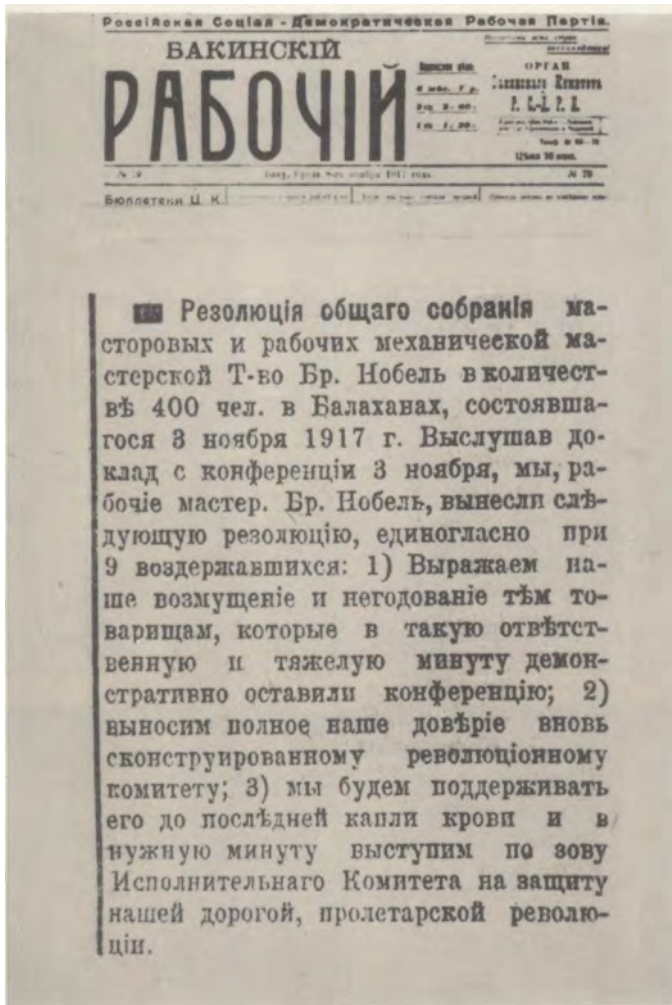 Россійская Соціал-Демократическая Рабочая Партія.
БАКИНСКІЙ
РАБОЧІЙ
ОРГАН
Бакинскаго Комитета
Р. С.-Д. Р. П.
№ 79
№ 79
Бюллетени Ц. К.
Резолюція общаго собранія ма-
сторовых и рабочих механической ма-
стерской Т-во Бр. Нобель в количест-
вѣ 400 чел. в Балаханах, состоявша-
гося 3 ноября 1917 г. Выслушав до-
клад с конференціи 3 ноября, мы, ра-
бочіе мастер. Бр. Нобель, вынесли слѣ-
дующую резолюцію, единогласно при
9 воздержавшихся: 1) Выражаем на-
ше возмущеніе и негодованіе тѣм то-
варищам, которые в такую отвѣтст-
венную и тяжелую минуту демон-
стративно оставили конференцію; 2)
выносим полное наше довѣріе вновь
сконструированному революціонному
комитету; 3) мы будем поддерживать
его до послѣдней капли крови и в
нужную минуту выступим по зову
Исполнительнаго Комитета на защиту
нашей дорогой, пролетарской револю-
ціи.